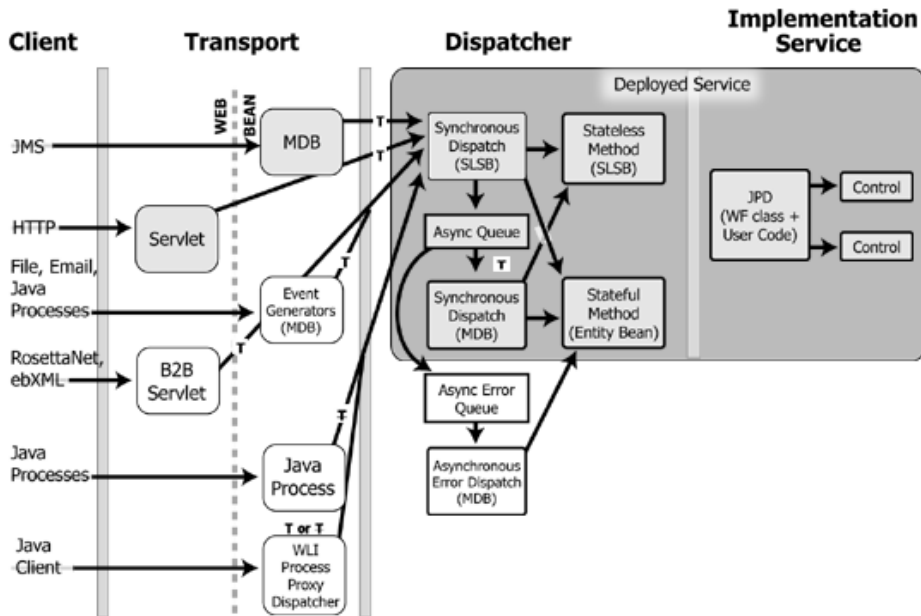 Client
Transport
Dispatcher
Implementation
Service
Deployed Service
WEB
BEAN
JMS
MDB
T
T
Synchronous
Dispatch
(SLSB)
Stateless
Method
(SLSB)
HTTP
Servlet
Async Queue
JPD
(WF class +
User Code)
Control
Control
File, Email,
Java
Processes
Event
Generators
(MDB)
T
T
Synchronous
Dispatch
(MDB)
Stateful
Method
(Entity Bean)
RosettaNet,
ebXML
B2B
Servlet
T
Async Error
Queue
T
Java
Processes
Java
Process
Asynchronous
Error Dispatch
(MDB)
T or T
Java
Client
WLI
Process
Proxy
Dispatcher